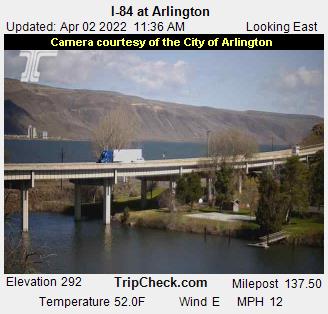 I-84 at Arlington
Updated: Apr 02 2022 11:36 AM Looking East
Camera courtesy of the City of Arlington
Elevation 292 TripCheck.com Milepost 137.50
Temperature 52.0F Wind E MPH 12